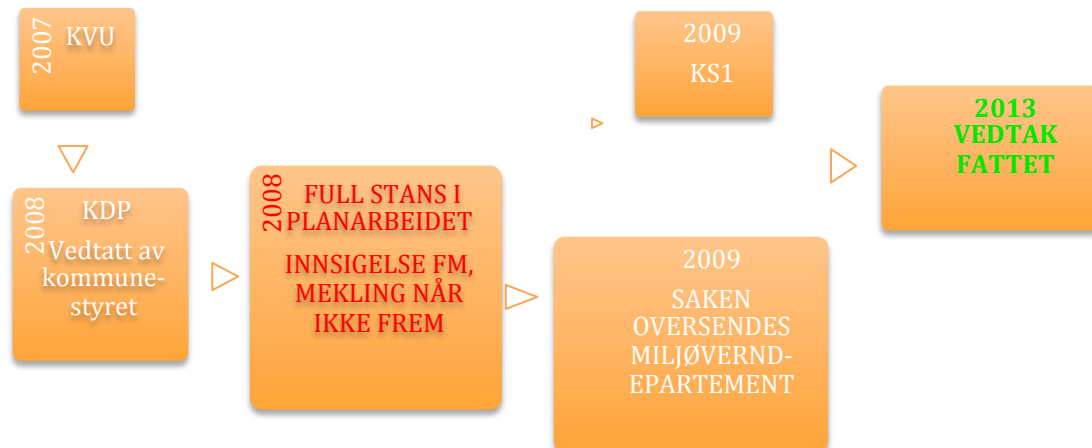 2007
KVU
2008
KDP
Vedtatt av
kommune-
styret
2008
FULL STANS I
PLANARBEIDET
INNSIGELSE FM,
MEKLING NÅR
IKKE FREM
2009
KS1
2009
SAKEN
OVERSENDES
MILJØVERND-
EPARTEMENT
2013
VEDTAK
FATTET